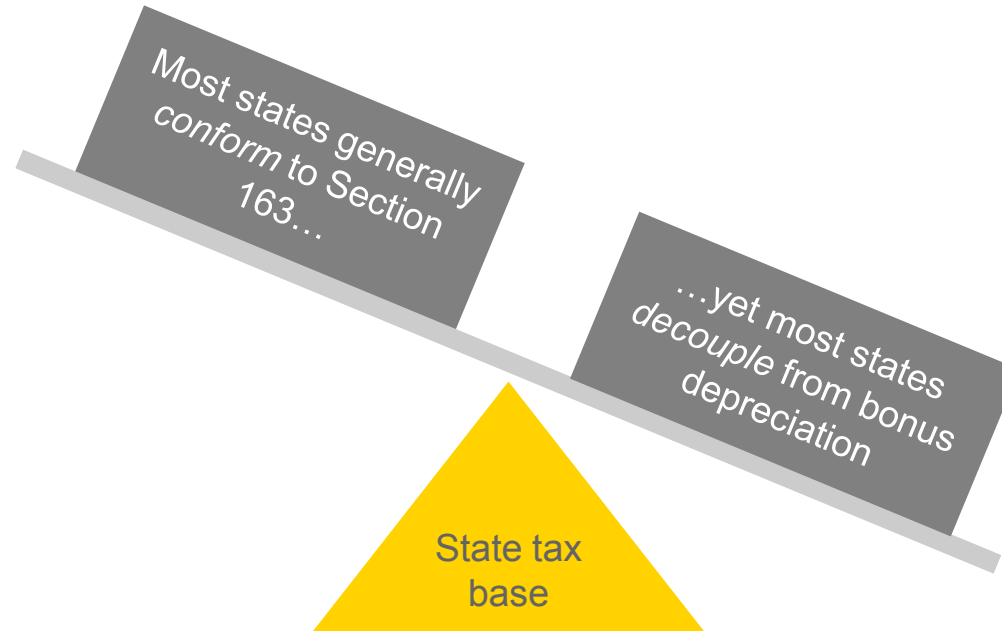 Most states generally
conform to Section
163…
…yet most states
decouple from bonus
depreciation
State tax
base